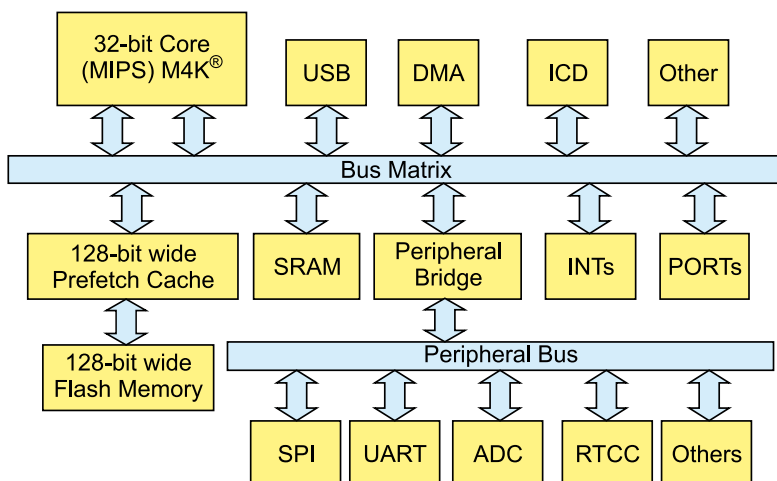 32-bit Core
(MIPS) M4K®
USB
DMA
ICD
Other
Bus Matrix
128-bit wide
Prefetch Cache
SRAM
Peripheral
Bridge
INTs
PORTs
128-bit wide
Flash Memory
Peripheral Bus
SPI
UART
ADC
RTCC
Others